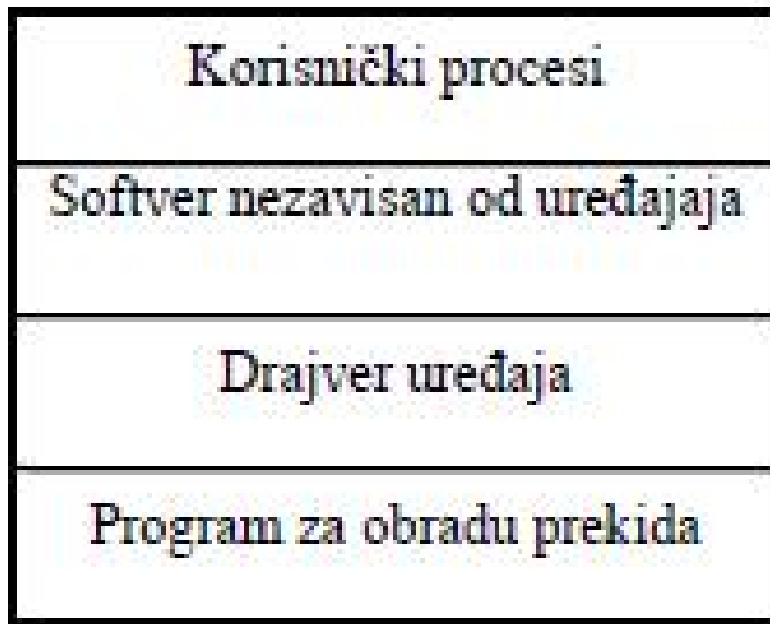 Korisnički procesi
Softver nezavisan od uređajaja
Drajver uređaja
Program za obradu prekida